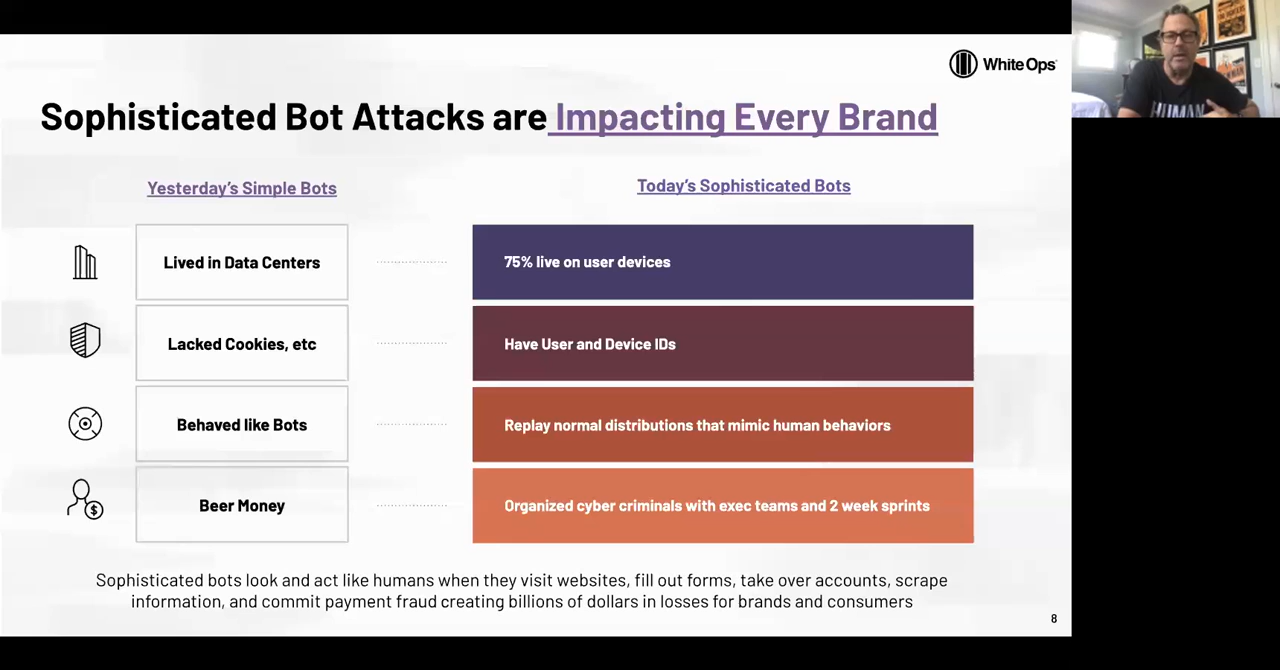 White Ops
Sophisticated Bot Attacks are Impacting Every Brand
Yesterday's Simple Bots
Today's Sophisticated Bots
Lived in Data Centers
75% live on user devices
Lacked Cookies, etc
Have User and Device IDs
Behaved like Bots
Replay normal distributions that mimic human behaviors
Beer Money
Organized cyber criminals with exec teams and 2 week sprints
Sophisticated bots look and act like humans when they visit websites, fill out forms, take over accounts, scrape
information, and commit payment fraud creating billions of dollars in losses for brands and consumers
8
HUMAN